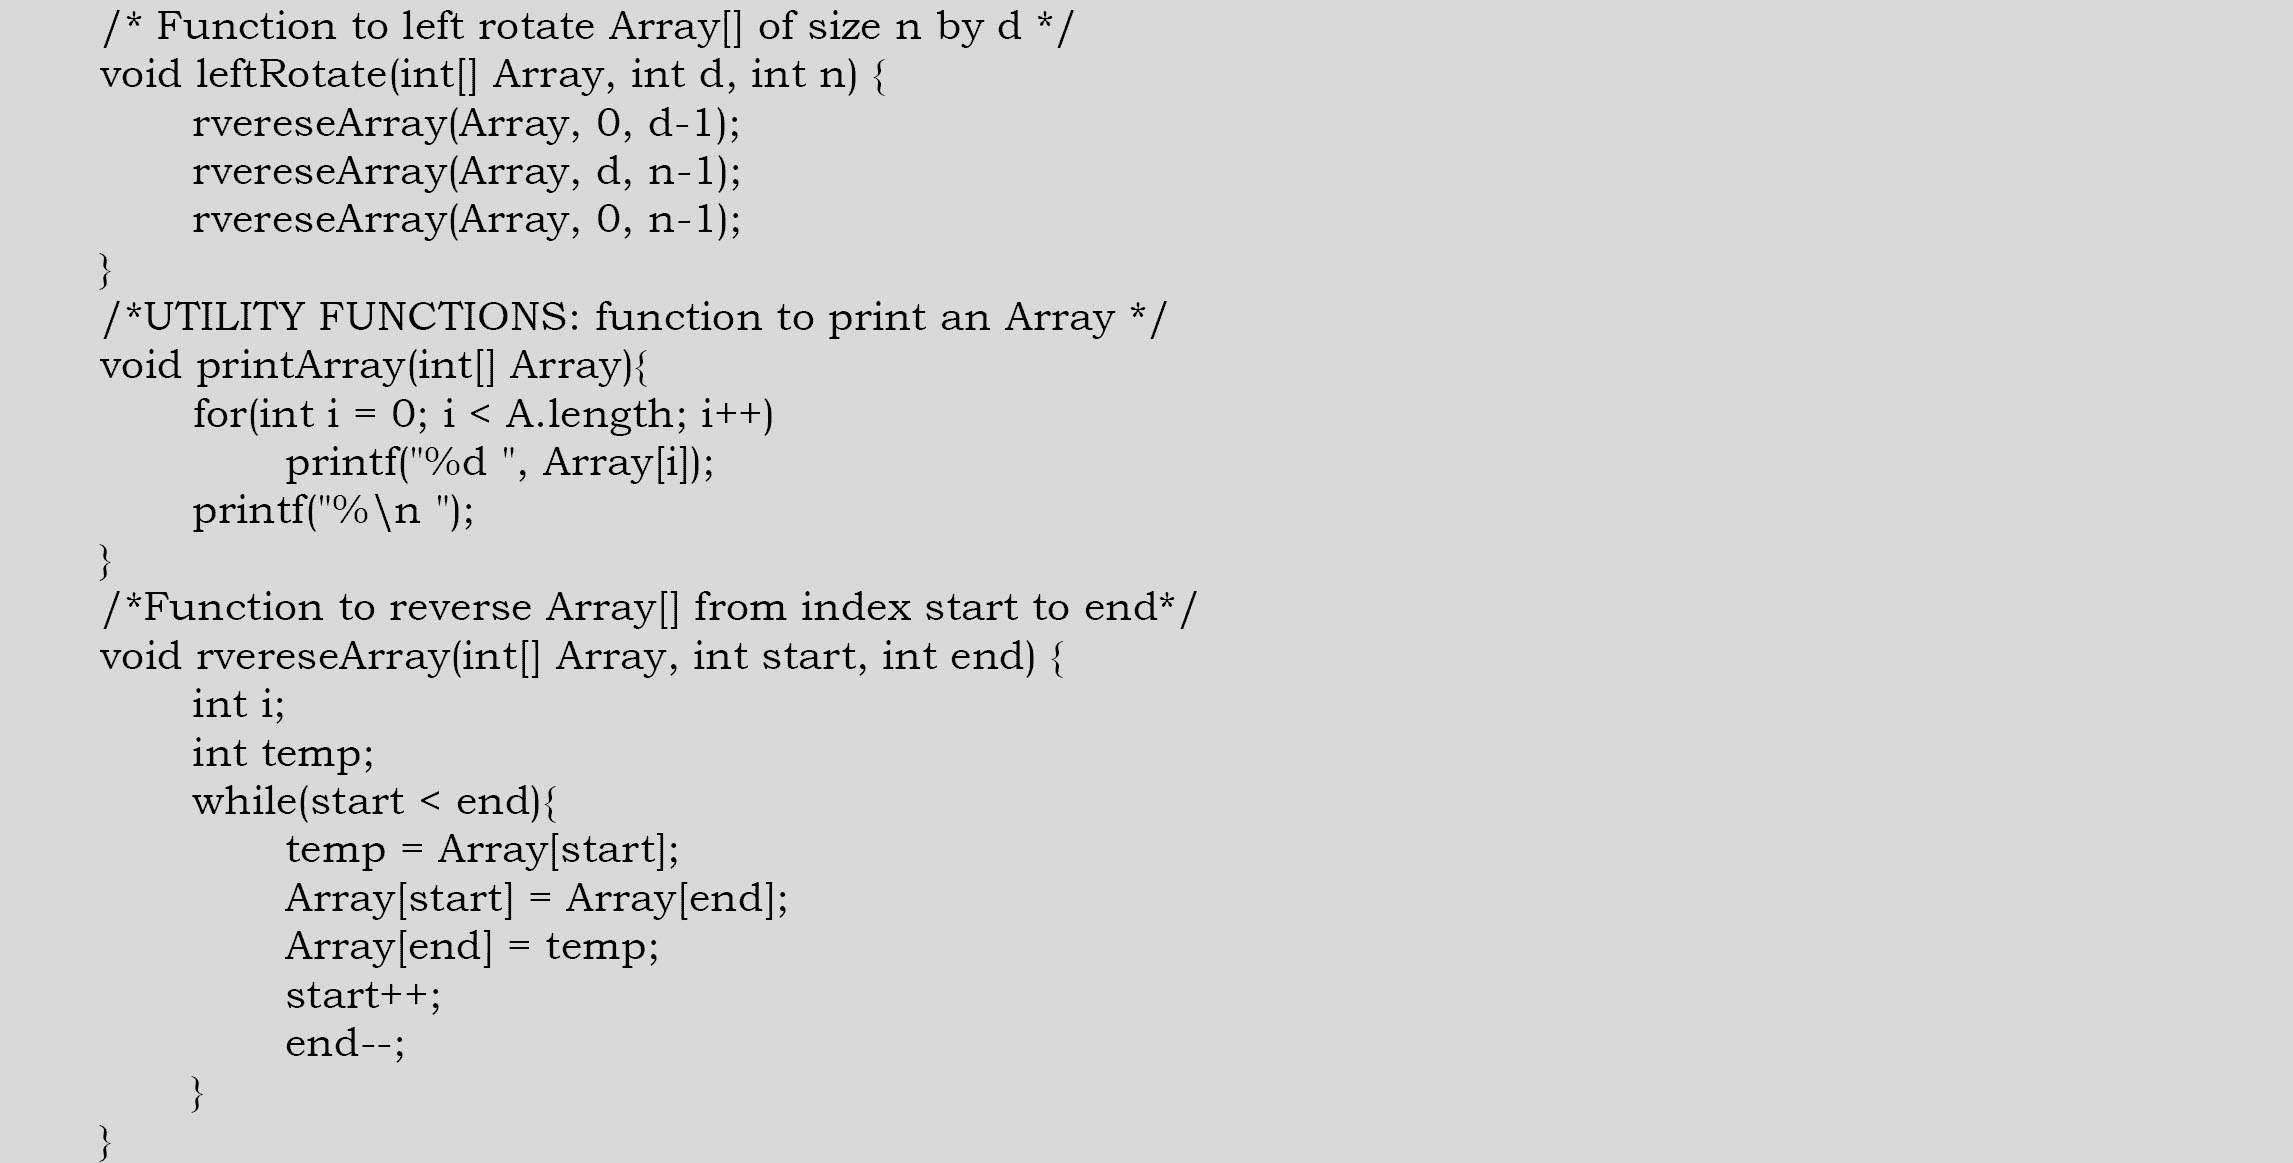 /* Function to left rotate Array[] of size n by d */
void leftRotate(int[] Array, int d, int n) {
rvereseArray(Array, 0, d-1);
rvereseArray(Array, d, n-1);
rvereseArray(Array, 0, n-1);
}
/*UTILITY FUNCTIONS: function to print an Array */
void printArray(int[] Array){
for(int i = 0; i < A.length; i++)
printf("%d ", Array[i]);
printf("%\n ");
}
/*Function to reverse Array[] from index start to end*/
void rvereseArray(int[] Array, int start, int end) {
int i;
int temp;
while(start < end){
temp = Array[start];
Array[start] = Array[end];
Array[end] = temp;
start++;
end--;
}
}